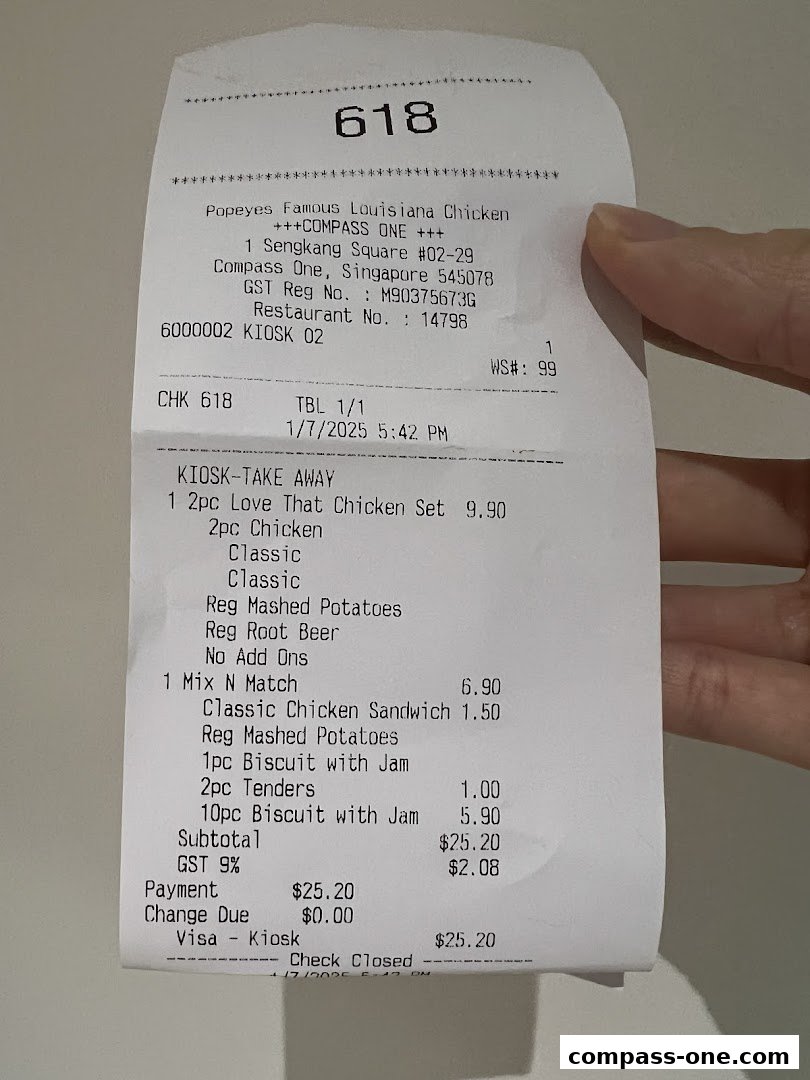 *****************************************
618
*****************************************
Popeyes Famous Louisiana Chicken
+++COMPASS ONE +++
1 Sengkang Square #02-29
Compass One, Singapore 545078
GST Reg No. : M90375673G
Restaurant No. : 14798
6000002 KIOSK 02
1
WS#: 99
CHK 618 TBL 1/1
1/7/2025 5:42 PM
KIOSK-TAKE AWAY
1 2pc Love That Chicken Set 9.90
2pc Chicken
Classic
Classic
Reg Mashed Potatoes
Reg Root Beer
No Add Ons
1 Mix N Match 6.90
Classic Chicken Sandwich 1.50
Reg Mashed Potatoes
1pc Biscuit with Jam
2pc Tenders 1.00
10pc Biscuit with Jam 5.90
Subtotal $25.20
GST 9% $2.08
Payment $25.20
Change Due $0.00
Visa - Kiosk $25.20
----------- Check Closed -----------
compass-one.com